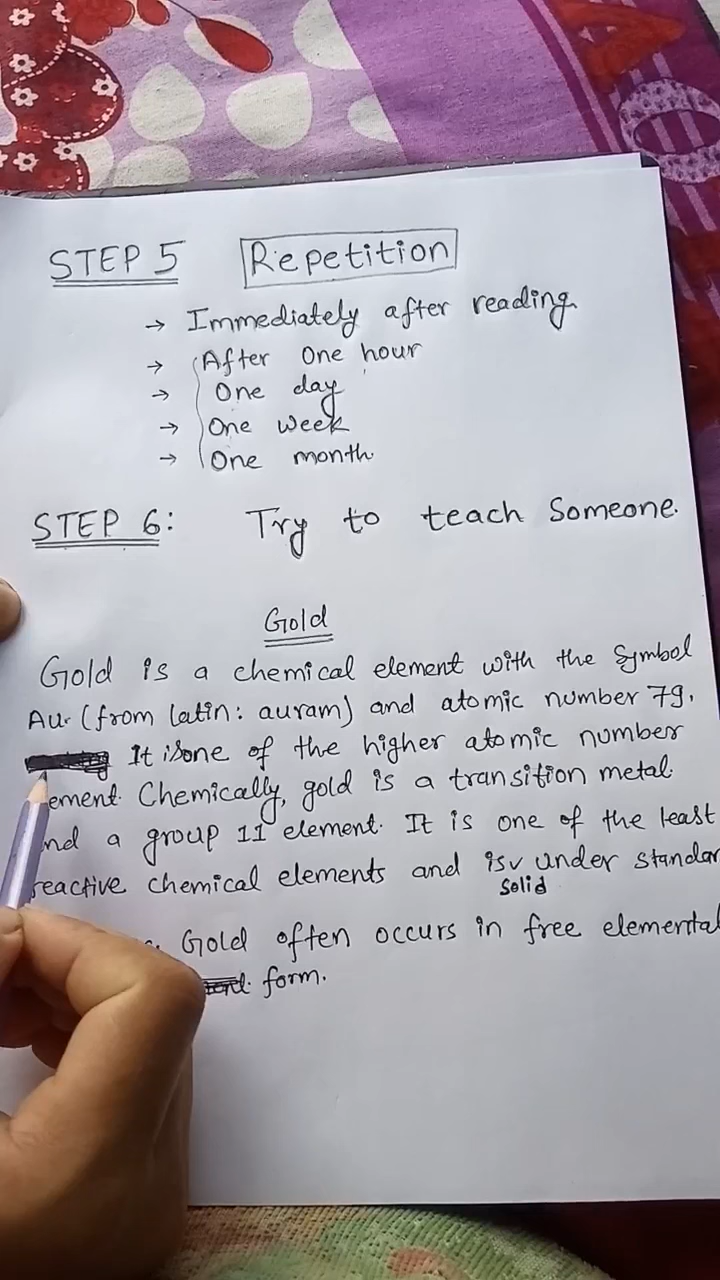 STEP 5 Repetition
→ Immediately after reading.
→ After One hour
→ One day
→ One week
→ One month.
STEP 6: Try to teach Someone.
Gold
Gold is a chemical element with the Symbol
Au. (from latin: auram) and atomic number 79.
It is one of the higher atomic number
ement. Chemically, gold is a transition metal.
nd a group 11 element. It is one of the least
reactive chemical elements and is solid under standar
Gold often occurs in free elemental
form.